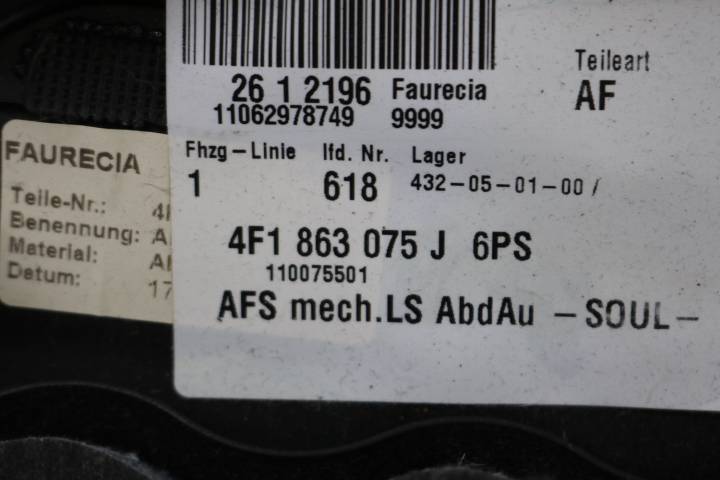 26 1 2196 Faurecia
Teileart
11062978749 9999
AF
Fhzg-Linie lfd. Nr. Lager
1 618 432-05-01-00 /
4F1 863 075 J 6PS
110075501
AFS mech.LS AbdAu -SOUL-
FAURECIA
Teile-Nr.:
Benennung:
Material:
Datum: 17